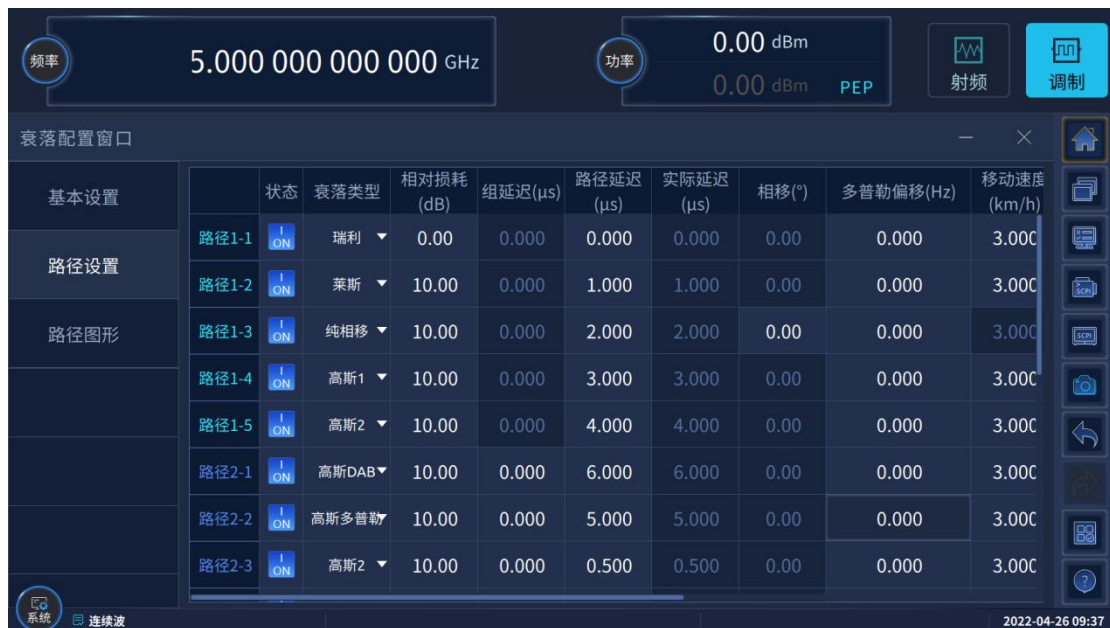 频率
5.000 000 000 000 GHz
功率
0.00 dBm
0.00 dBm PEP
射频
调制
衰落配置窗口
基本设置
路径设置
路径图形
状态 衰落类型 相对损耗(dB) 组延迟(μs) 路径延迟(μs) 实际延迟(μs) 相移(°) 多普勒偏移(Hz) 移动速度(km/h)
路径1-1 I ON 瑞利 0.00 0.000 0.000 0.000 0.00 0.000 3.000
路径1-2 I ON 莱斯 10.00 0.000 1.000 1.000 0.00 0.000 3.000
路径1-3 I ON 纯相移 10.00 0.000 2.000 2.000 0.00 0.000 3.000
路径1-4 I ON 高斯1 10.00 0.000 3.000 3.000 0.00 0.000 3.000
路径1-5 I ON 高斯2 10.00 0.000 4.000 4.000 0.00 0.000 3.000
路径2-1 I ON 高斯DAB 10.00 0.000 6.000 6.000 0.00 0.000 3.000
路径2-2 I ON 高斯多普勒 10.00 0.000 5.000 5.000 0.00 0.000 3.000
路径2-3 I ON 高斯2 10.00 0.000 0.500 0.500 0.00 0.000 3.000
SCPI
SCPI
系统
连续波
2022-04-26 09:37